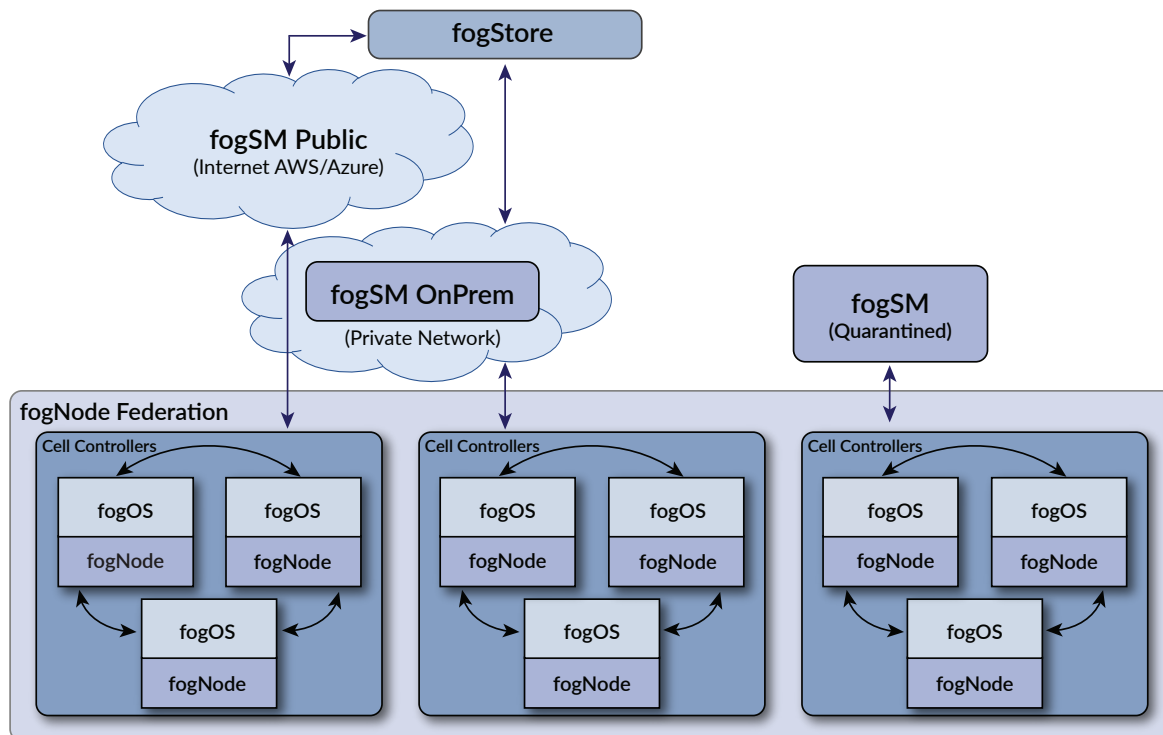 fogStore
fogSM Public
(Internet AWS/Azure)
fogSM OnPrem
(Private Network)
fogSM
(Quarantined)
fogNode Federation
Cell Controllers
fogOS
fogNode
fogOS
fogNode
fogOS
fogNode
Cell Controllers
fogOS
fogNode
fogOS
fogNode
fogOS
fogNode
Cell Controllers
fogOS
fogNode
fogOS
fogNode
fogOS
fogNode